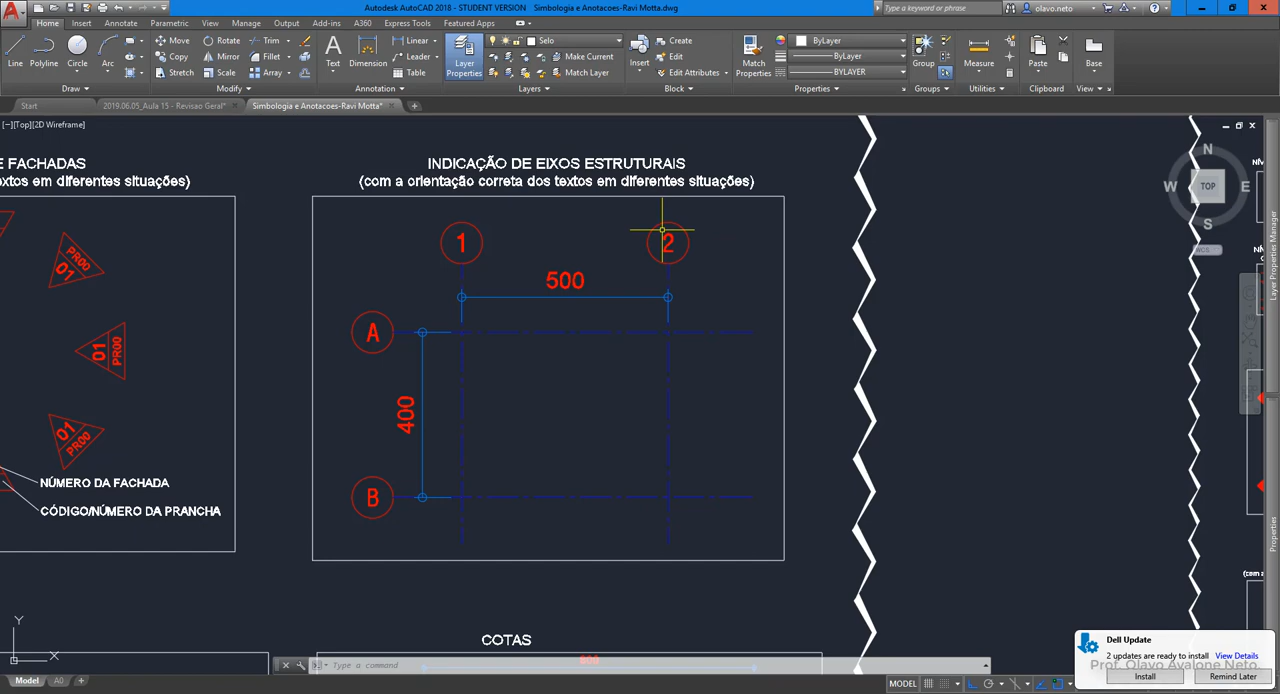 Autodesk AutoCAD 2018 - STUDENT VERSION    Simbologia e Anotacoes-Ravi Motta.dwg
Type a keyword or phrase
olavo.neto
Home Insert Annotate Parametric View Manage Output Add-ins A360 Express Tools Featured Apps
Line Polyline Circle Arc
Move Rotate Trim
Copy Mirror Fillet
Stretch Scale Array
Text Dimension
Linear
Leader
Table
Layer Properties
Selo
Make Current
Match Layer
Insert
Create
Edit
Edit Attributes
Match Properties
ByLayer
ByLayer
BYLAYER
Group
Measure
Paste
Base
Draw Modify Annotation Layers Block Properties Groups Utilities Clipboard View
Start 2019.06.05_Aula 15 - Revisao Geral* Simbologia e Anotacoes-Ravi Motta*
[−][Top][2D Wireframe]
E FACHADAS
extos em diferentes situações)
INDICAÇÃO DE EIXOS ESTRUTURAIS
(com a orientação correta dos textos em diferentes situações)
N
W TOP E
S
WCS
1
2
500
A
400
B
PR00
01
01
PR00
01
PR00
NÚMERO DA FACHADA
CÓDIGO/NÚMERO DA PRANCHA
COTAS
800
Layer Properties Manager
Properties
NÍV
NÍV
(com a
Y
X
Type a command
Model A0
MODEL
Dell Update
2 updates are ready to install View Details
Prof. Olavo Avalone Neto
Install Remind Later